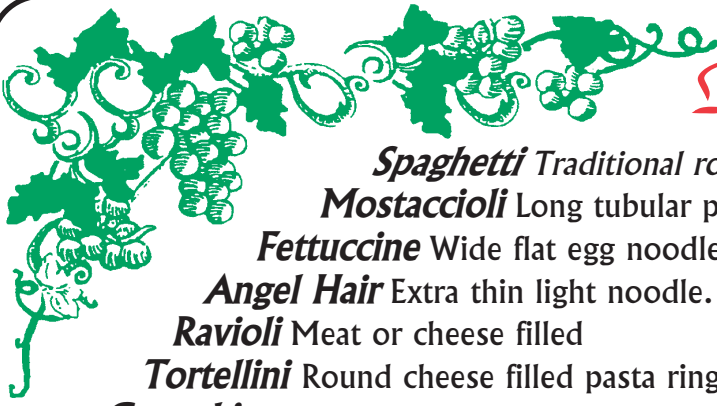 Spaghetti Traditional
Mostaccioli Long tubular
Fettuccine Wide flat egg noodle
Angel Hair Extra thin light noodle.
Ravioli Meat or cheese filled
Tortellini Round cheese filled pasta ring